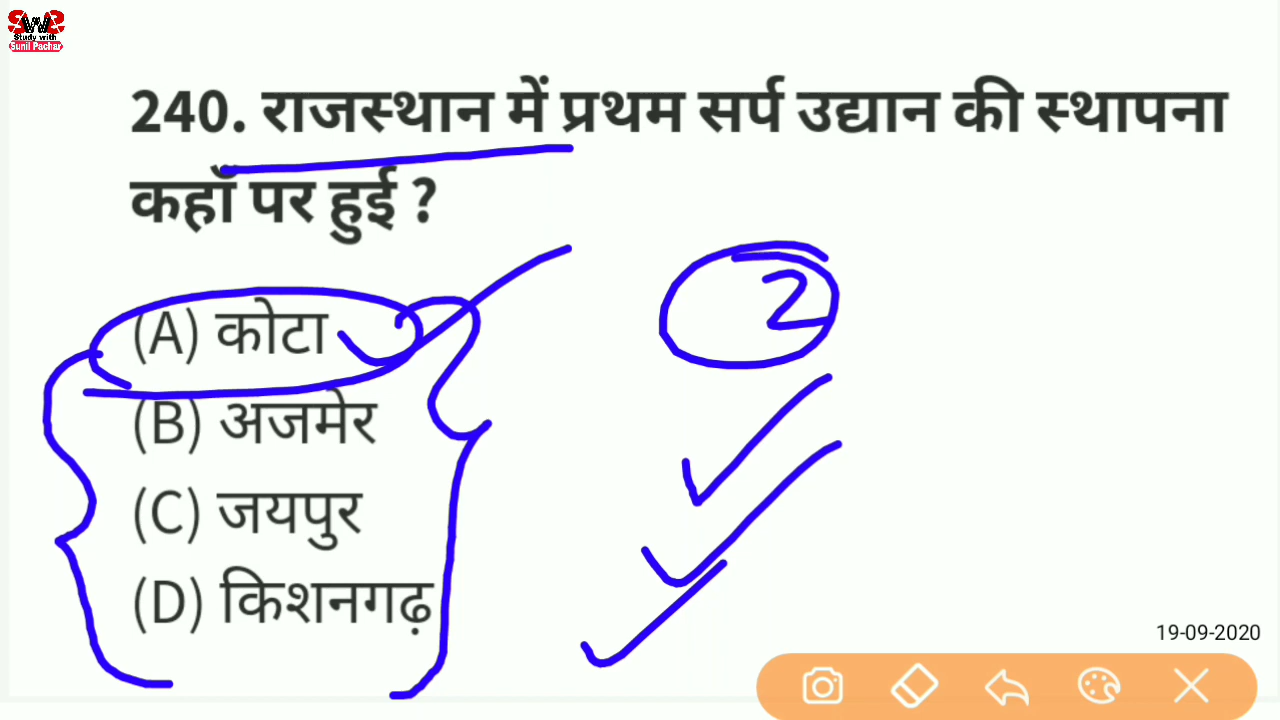 SWS
Study with
Sunil Pachar
240. राजस्थान में प्रथम सर्प उद्यान की स्थापना
कहाँ पर हुई ?
(A) कोटा
2
(B) अजमेर
(C) जयपुर
(D) किशनगढ़
19-09-2020